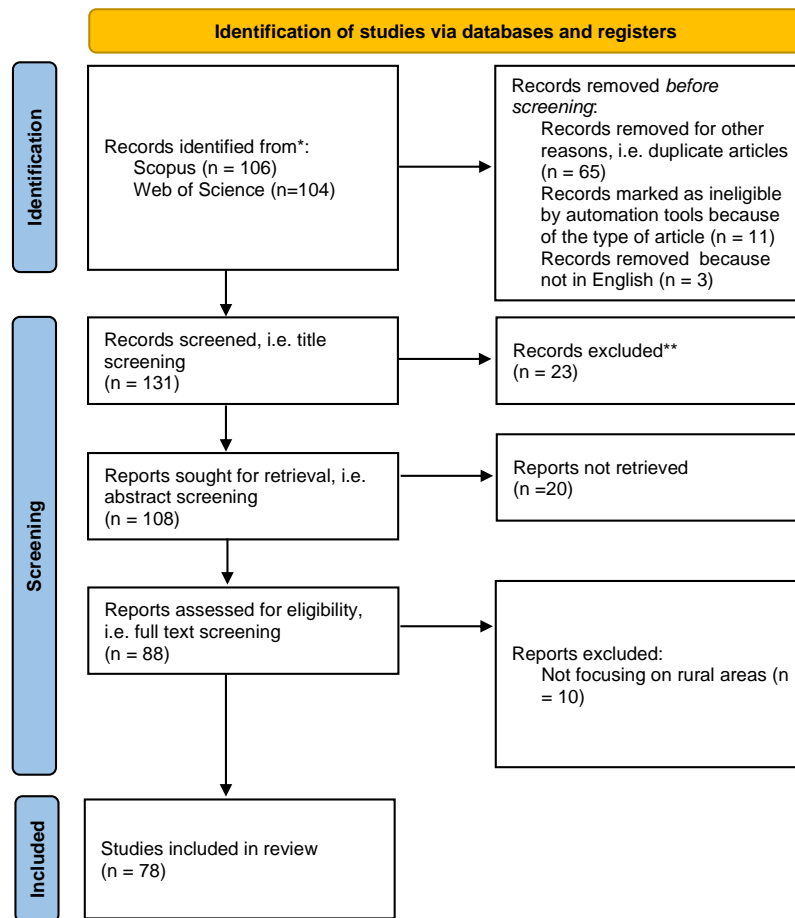 Identification of studies via databases and registers
Identification
Records identified from*:
Scopus (n = 106)
Web of Science (n=104)
Records removed before
screening:
Records removed for other
reasons, i.e. duplicate articles
(n = 65)
Records marked as ineligible
by automation tools because
of the type of article (n = 11)
Records removed  because
not in English (n = 3)
Screening
Records screened, i.e. title
screening
(n = 131)
Records excluded**
(n = 23)
Reports sought for retrieval, i.e.
abstract screening
(n = 108)
Reports not retrieved
(n =20)
Reports assessed for eligibility,
i.e. full text screening
(n = 88)
Reports excluded:
Not focusing on rural areas (n
= 10)
Included
Studies included in review
(n = 78)